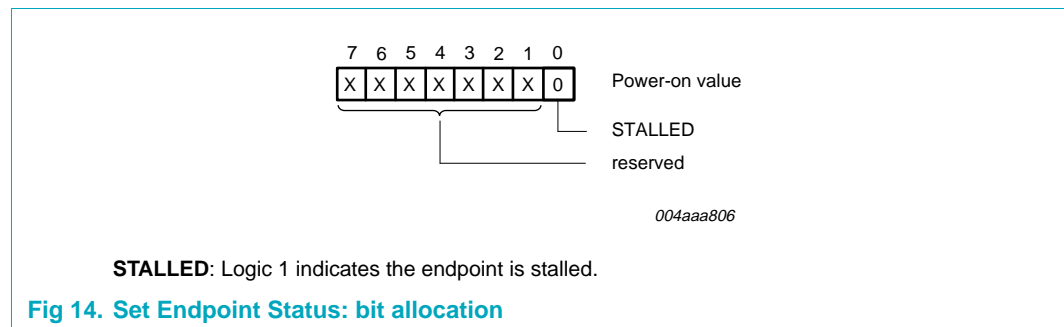 7 6 5 4 3 2 1 0
X X X X X X X 0 Power-on value
STALLED
reserved
004aaa806
STALLED: Logic 1 indicates the endpoint is stalled.
Fig 14. Set Endpoint Status: bit allocation